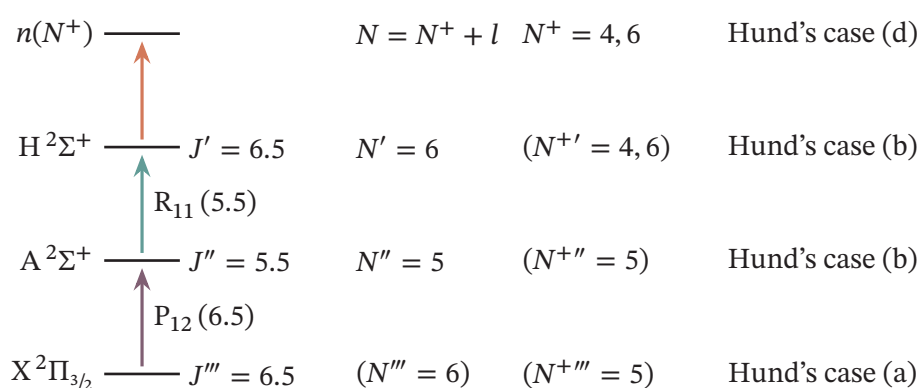 n(N⁺) N = N⁺ + l N⁺ = 4, 6 Hund’s case (d)
H ²Σ⁺ J′ = 6.5 N′ = 6 (N⁺′ = 4, 6) Hund’s case (b)
R₁₁ (5.5)
A ²Σ⁺ J″ = 5.5 N″ = 5 (N⁺″ = 5) Hund’s case (b)
P₁₂ (6.5)
X ²Π₃/₂ J‴ = 6.5 (N‴ = 6) (N⁺‴ = 5) Hund’s case (a)